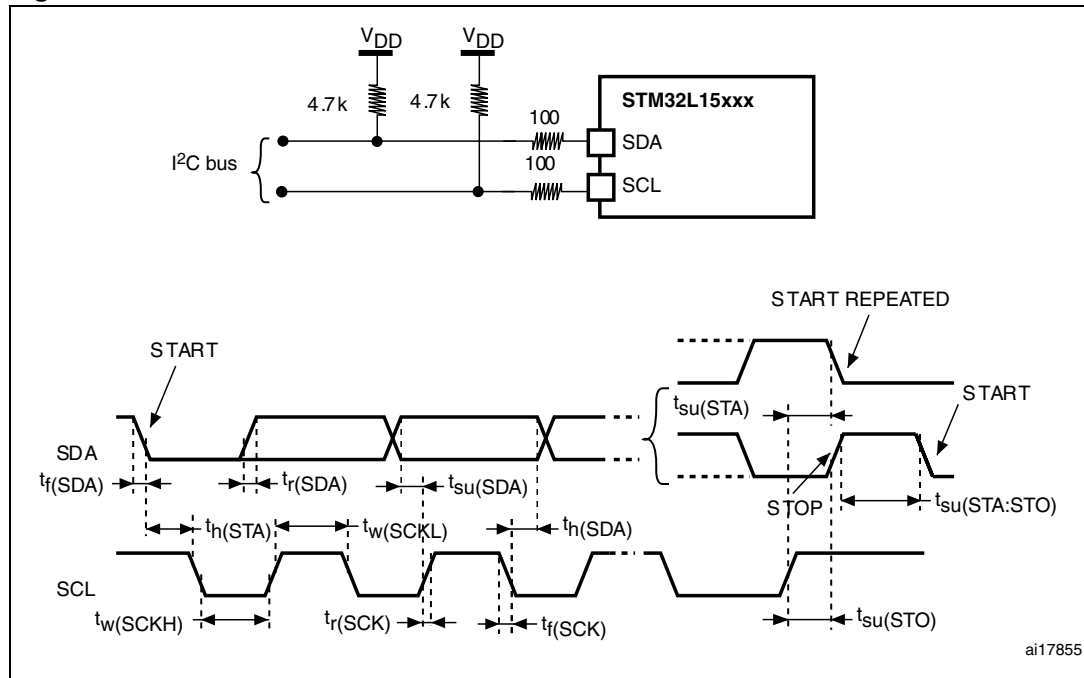 VDD VDD
4.7k 4.7k
STM32L15xxx
100
SDA
I²C bus
100
SCL
START REPEATED
START
START
tsu(STA)
SDA
tf(SDA)
tr(SDA)
tsu(SDA)
STOP
tsu(STA:STO)
th(STA)
tw(SCKL)
th(SDA)
SCL
tw(SCKH)
tr(SCK)
tf(SCK)
tsu(STO)
ai17855